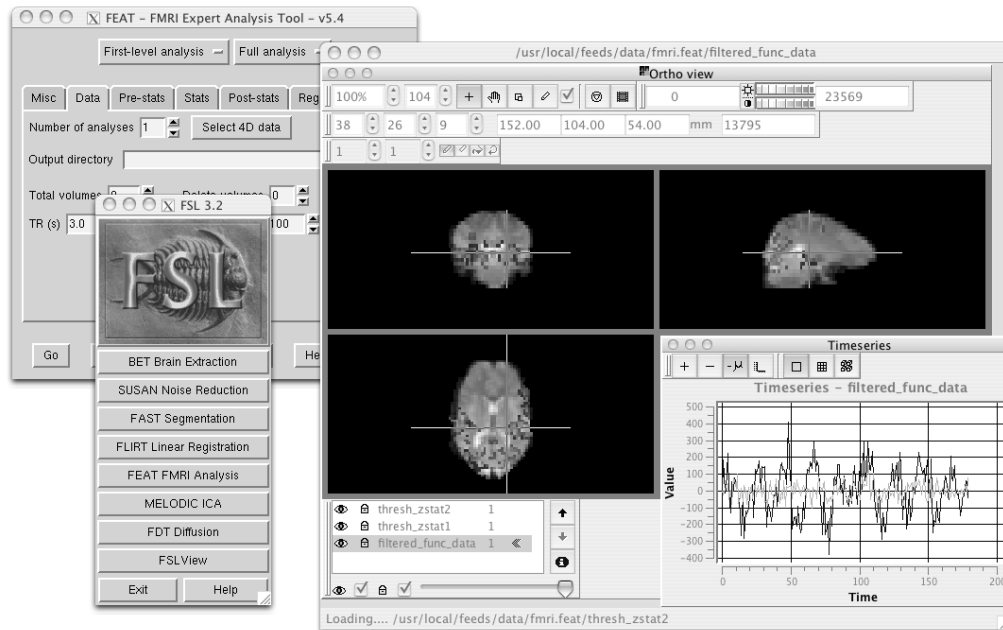 FEAT - FMRI Expert Analysis Tool - v5.4
First-level analysis
Full analysis
Misc Data Pre-stats Stats Post-stats Reg
Number of analyses 1 Select 4D data
Output directory
Total volumes Delete volumes 0
TR (s) 3.0 100
Go
FSL 3.2
FSL
BET Brain Extraction
SUSAN Noise Reduction
FAST Segmentation
FLIRT Linear Registration
FEAT FMRI Analysis
MELODIC ICA
FDT Diffusion
FSLView
Exit Help
/usr/local/feeds/data/fmri.feat/filtered_func_data
Ortho view
100% 104 0 23569
38 26 9 152.00 104.00 54.00 mm 13795
1 1
thresh_zstat2 1
thresh_zstat1 1
filtered_func_data 1
Loading.... /usr/local/feeds/data/fmri.feat/thresh_zstat2
Timeseries
Timeseries - filtered_func_data
Value
500
400
300
200
100
0
-100
-200
-300
-400
0 50 100 150 200
Time